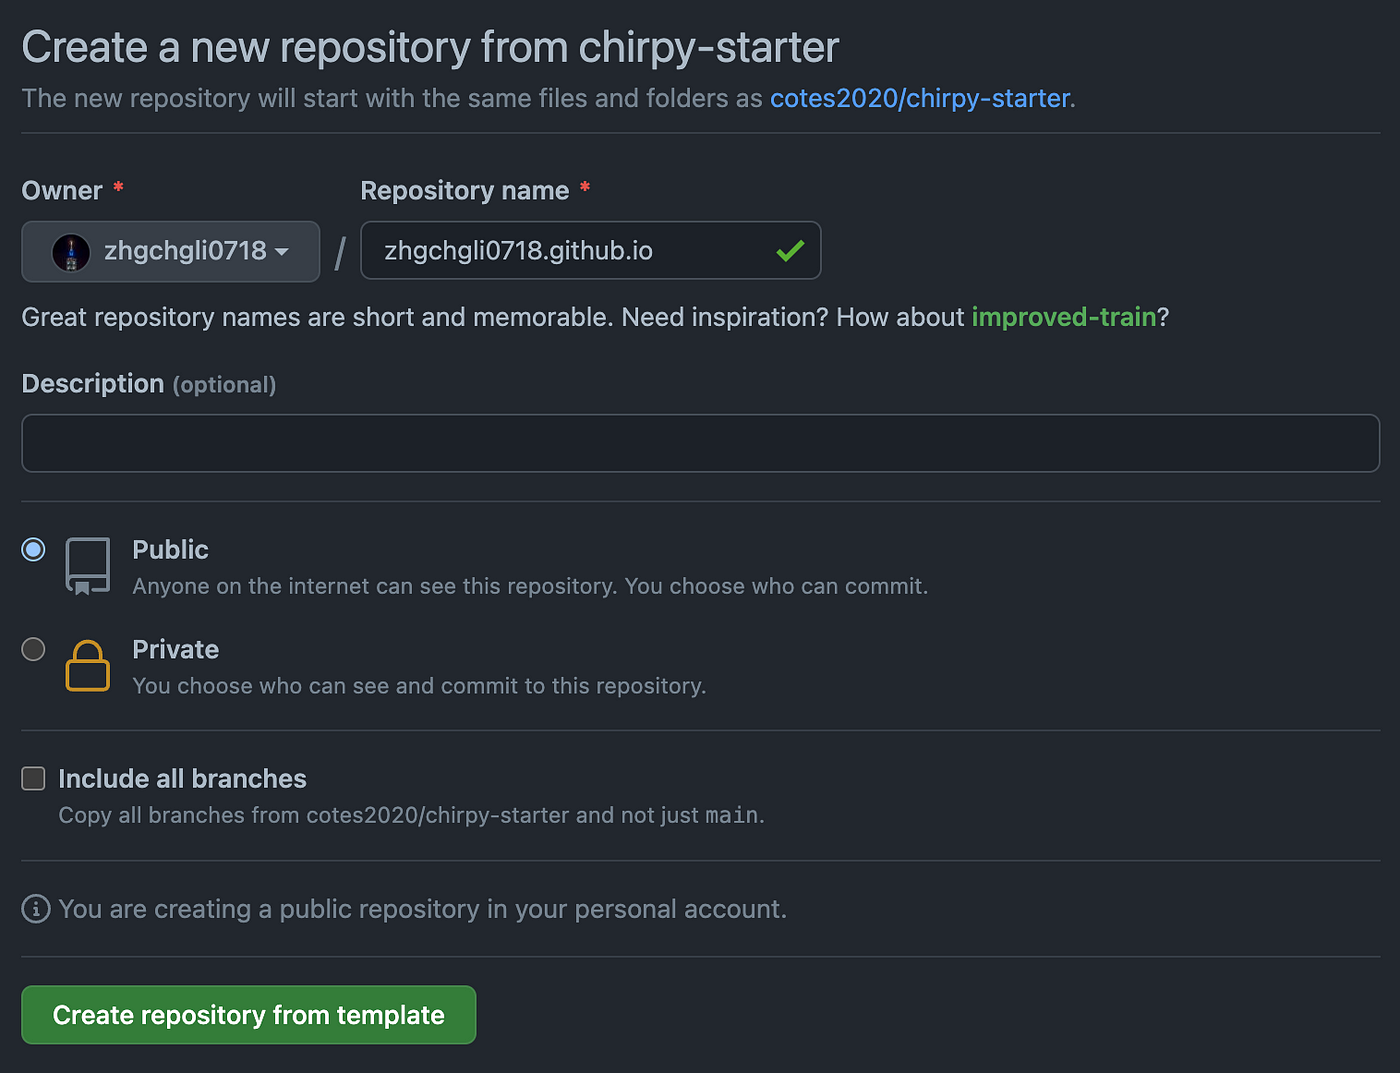 Create a new repository from chirpy-starter
The new repository will start with the same files and folders as cotes2020/chirpy-starter.
Owner * Repository name *
zhgchgli0718 / zhgchgli0718.github.io
Great repository names are short and memorable. Need inspiration? How about improved-train?
Description (optional)
Public
Anyone on the internet can see this repository. You choose who can commit.
Private
You choose who can see and commit to this repository.
Include all branches
Copy all branches from cotes2020/chirpy-starter and not just main.
You are creating a public repository in your personal account.
Create repository from template